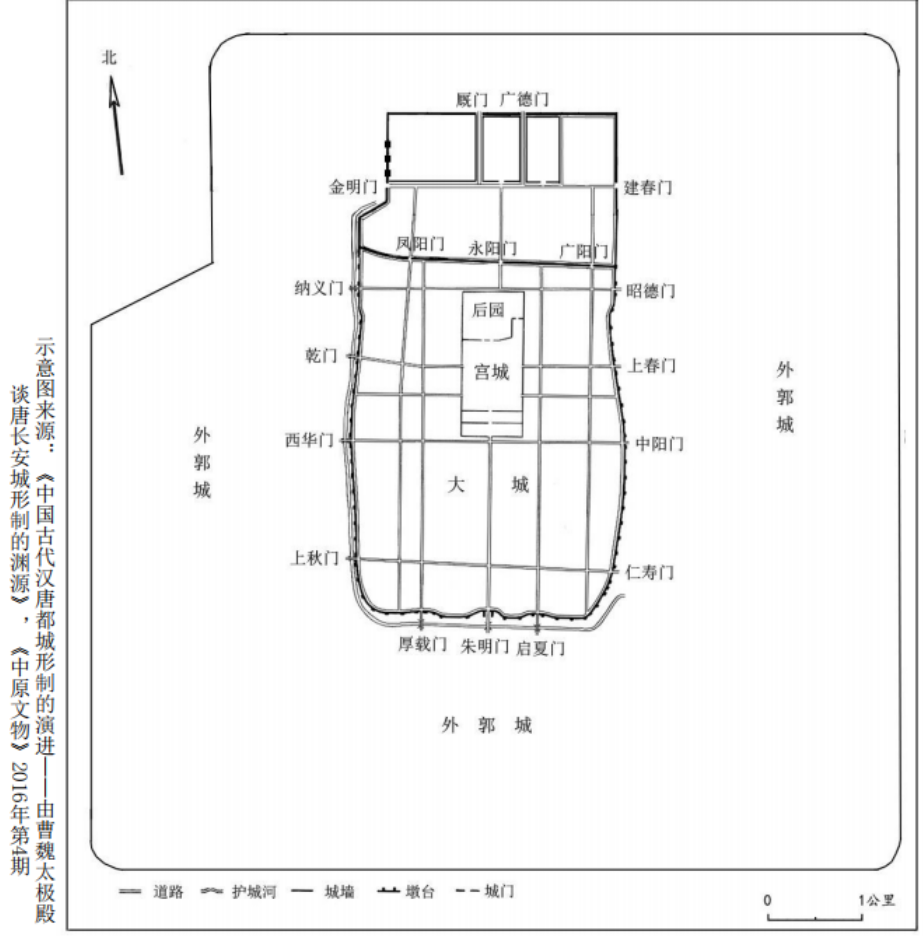 北
厩门 广德门
金明门
建春门
凤阳门
永阳门
广阳门
纳义门
后园
昭德门
乾门
宫城
上春门
外郭城
外郭城
西华门
中阳门
大城
上秋门
仁寿门
厚载门
朱明门
启夏门
外郭城
道路 护城河 城墙 墩台 城门
0 1公里
示意图来源：《中国古代汉唐都城形制的演进——由曹魏太极殿
谈唐长安城形制的渊源》，《中原文物》2016年第4期